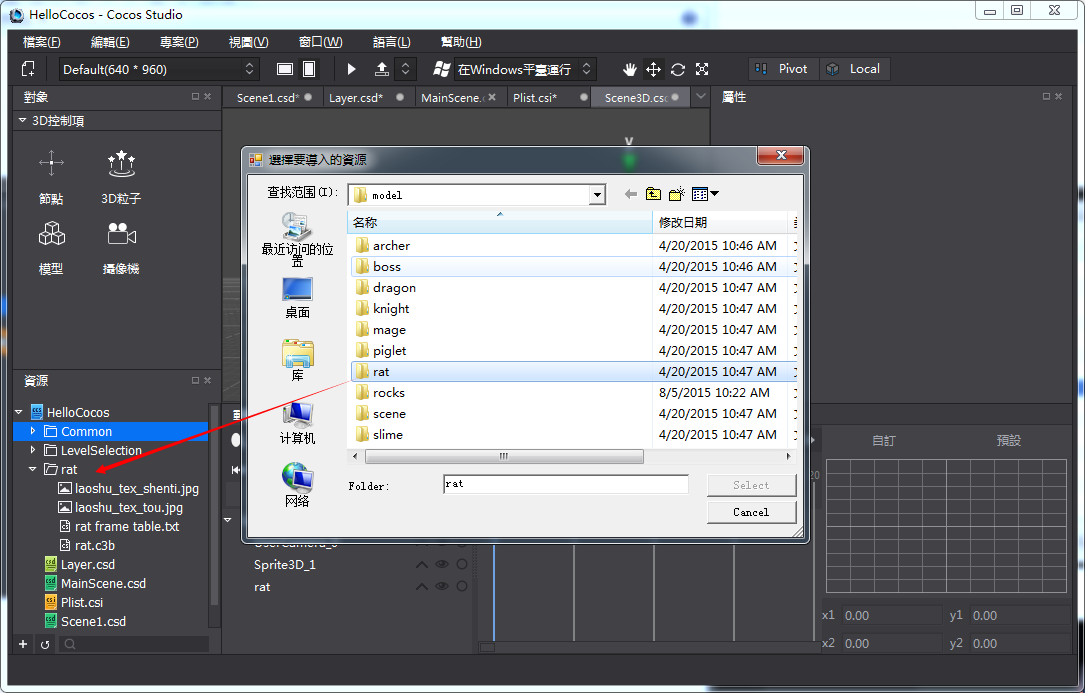 HelloCocos - Cocos Studio
檔案(F) 編輯(E) 專案(P) 視圖(V) 窗口(W) 語言(L) 幫助(H)
Default(640 * 960) 在Windows平臺運行 Pivot Local
對象
3D控制項
節點 3D粒子
模型 攝像機
Scene1.csd* Layer.csd* MainScene. Plist.csi* Scene3D.csd
屬性
y
選擇要導入的資源
查找范围(I): model
最近访问的位置
桌面
库
计算机
网络
名称 修改日期
archer 4/20/2015 10:46 AM
boss 4/20/2015 10:46 AM
dragon 4/20/2015 10:47 AM
knight 4/20/2015 10:47 AM
mage 4/20/2015 10:47 AM
piglet 4/20/2015 10:47 AM
rat 4/20/2015 10:47 AM
rocks 8/5/2015 10:22 AM
scene 4/20/2015 10:47 AM
slime 4/20/2015 10:47 AM
Folder: rat
Select
Cancel
資源
HelloCocos
Common
LevelSelection
rat
laoshu_tex_shenti.jpg
laoshu_tex_tou.jpg
rat frame table.txt
rat.c3b
Layer.csd
MainScene.csd
Plist.csi
Scene1.csd
UserCamera_0
Sprite3D_1
rat
20
自訂 預設
x1 0.00 y1 0.00
x2 0.00 y2 0.00